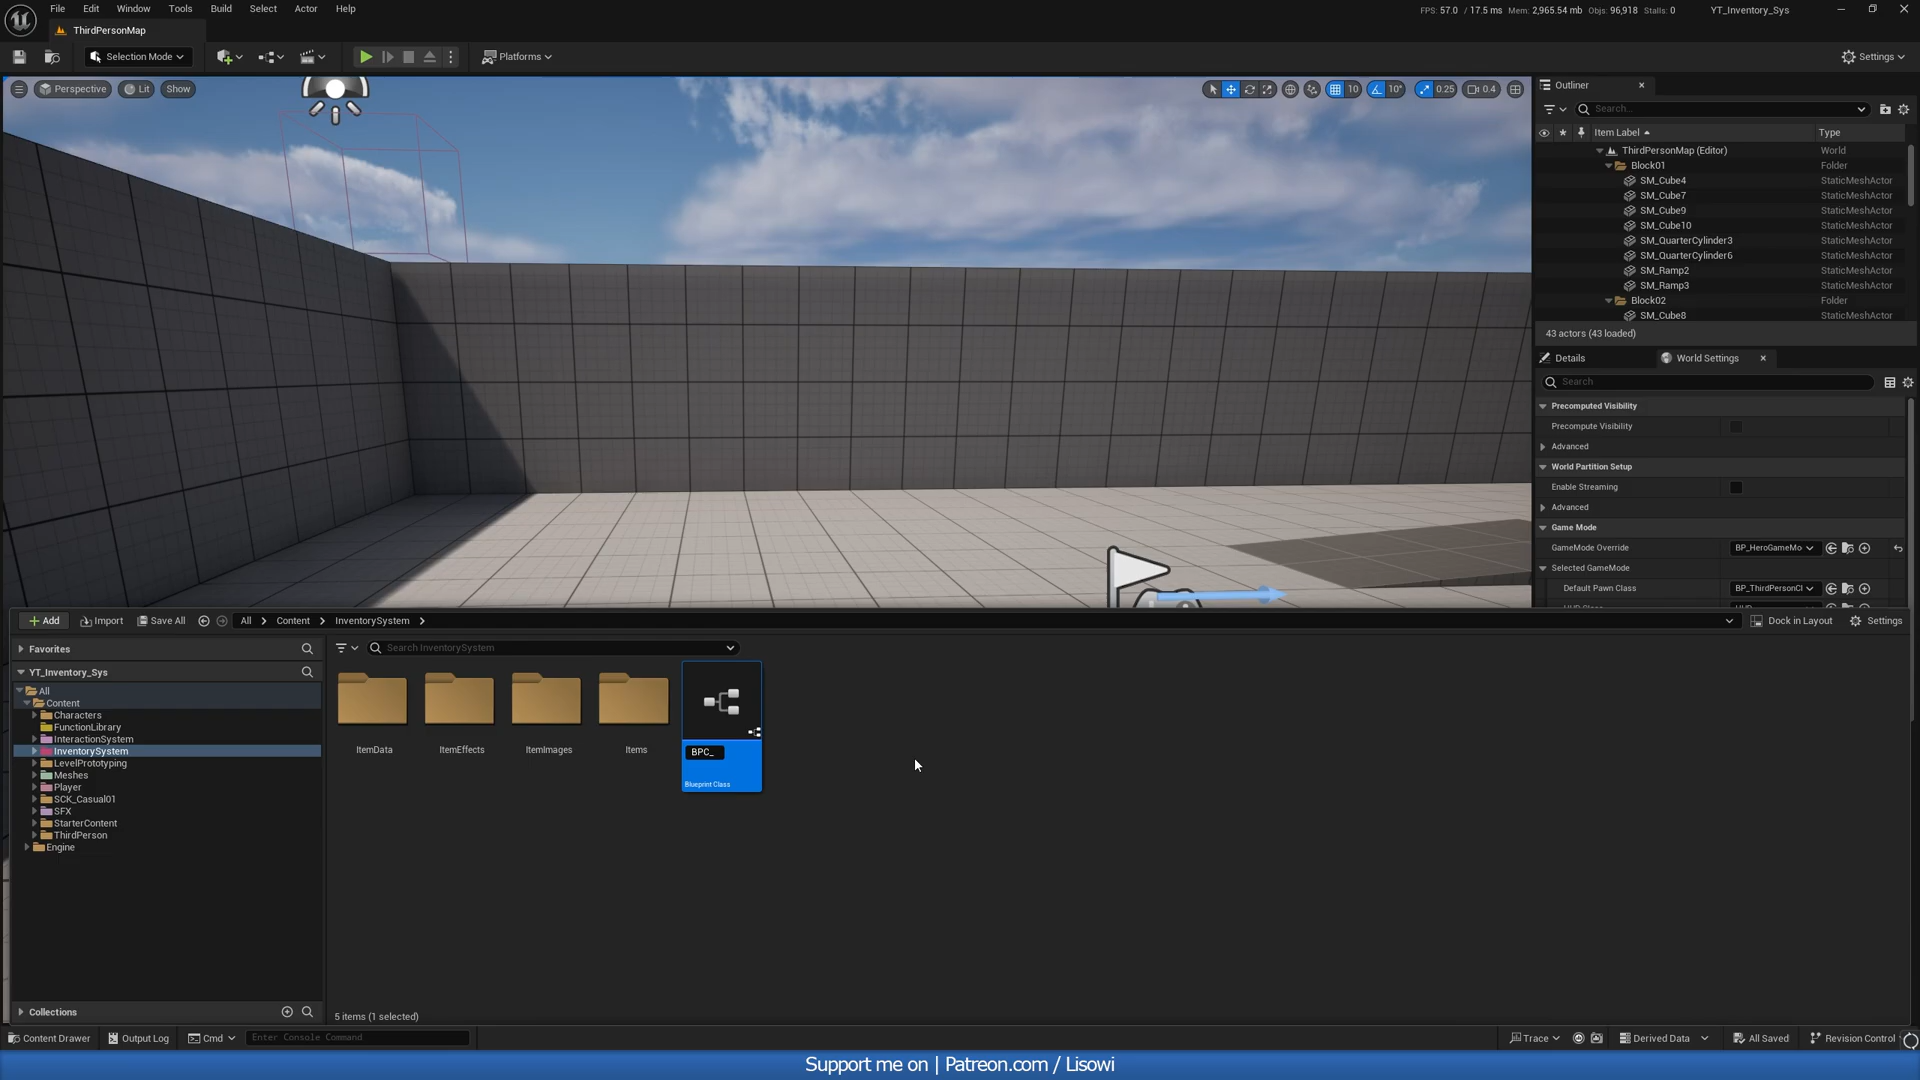 File Edit Window Tools Build Select Actor Help
FPS: 57.0 / 17.5 ms Mem: 2,965.54 mb Objs: 96,918 Stalls: 0 YT_Inventory_Sys
ThirdPersonMap
Selection Mode Platforms Settings
Perspective Lit Show 10 10° 0.25 0.4
Outliner
Search...
Item Label Type
ThirdPersonMap (Editor) World
Block01 Folder
SM_Cube4 StaticMeshActor
SM_Cube7 StaticMeshActor
SM_Cube9 StaticMeshActor
SM_Cube10 StaticMeshActor
SM_QuarterCylinder3 StaticMeshActor
SM_QuarterCylinder6 StaticMeshActor
SM_Ramp2 StaticMeshActor
SM_Ramp3 StaticMeshActor
Block02 Folder
SM_Cube8 StaticMeshActor
43 actors (43 loaded)
Details World Settings
Search
Precomputed Visibility
Precompute Visibility
Advanced
World Partition Setup
Enable Streaming
Advanced
Game Mode
GameMode Override BP_HeroGameMo
Selected GameMode
Default Pawn Class BP_ThirdPersonCl
Add Import Save All All Content InventorySystem Dock in Layout Settings
Favorites
YT_Inventory_Sys
All
Content
Characters
FunctionLibrary
InteractionSystem
InventorySystem
LevelPrototyping
Meshes
Player
SCK_Casual01
SFX
StarterContent
ThirdPerson
Engine
Collections
Search InventorySystem
ItemData ItemEffects ItemImages Items
BPC_
Blueprint Class
5 items (1 selected)
Content Drawer Output Log Cmd Enter Console Command Trace Derived Data All Saved Revision Control
Support me on | Patreon.com / Lisowi